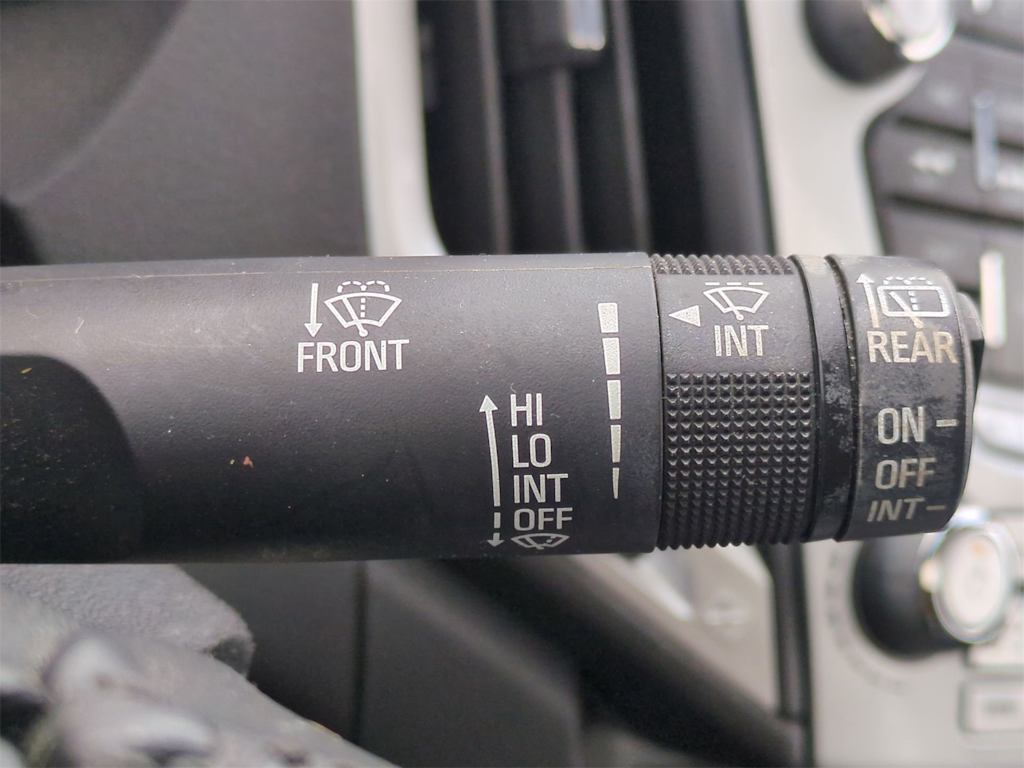 FRONT
HI
LO
INT
OFF
INT
REAR
ON -
OFF
INT -